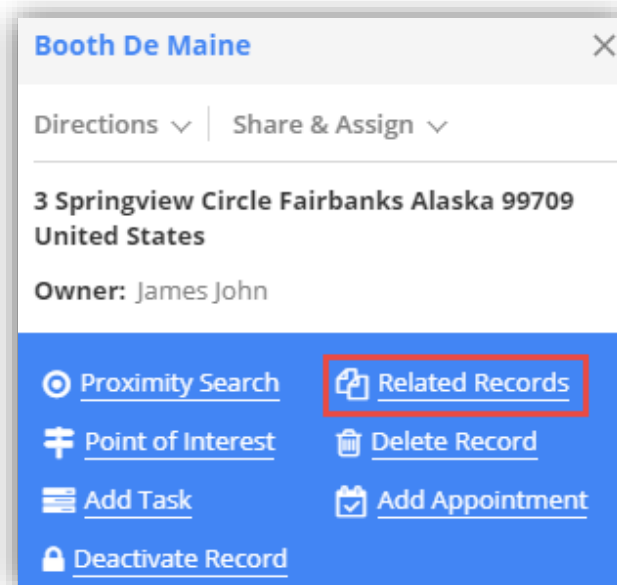 Booth De Maine
Directions Share & Assign
3 Springview Circle Fairbanks Alaska 99709
United States
Owner: James John
Proximity Search Related Records
Point of Interest Delete Record
Add Task Add Appointment
Deactivate Record